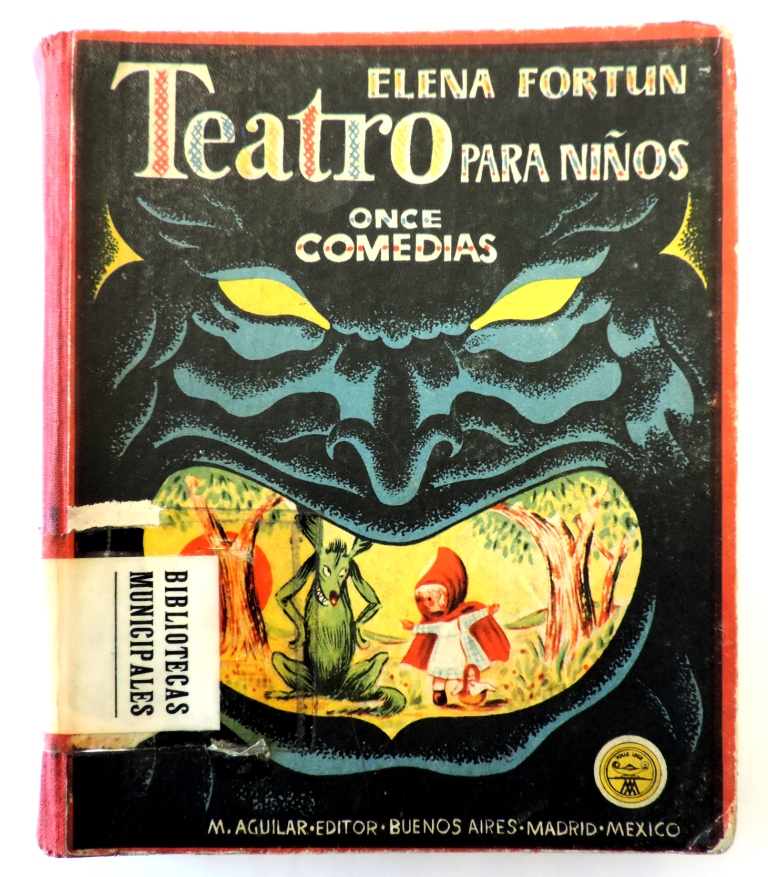 ELENA FORTUN
Teatro
PARA NIÑOS
ONCE
COMEDIAS
BIBLIOTECAS
MUNICIPALES
M. AGUILAR·EDITOR·BUENOS AIRES·MADRID·MEXICO